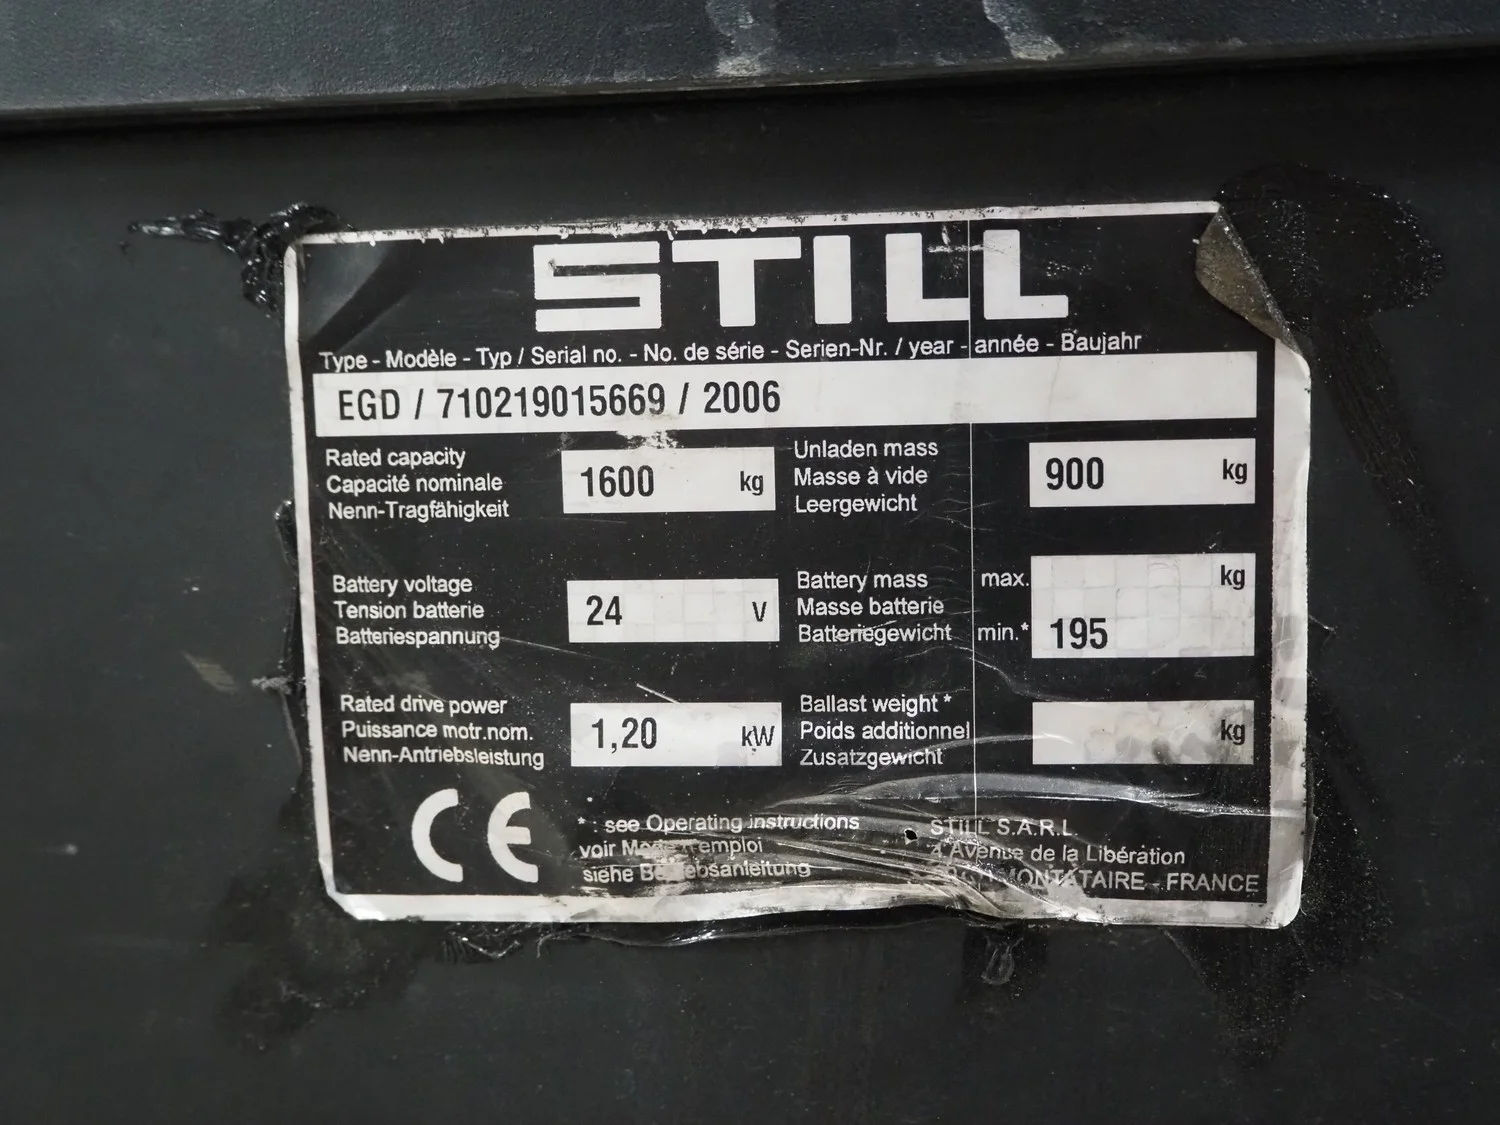 STILL
Type - Modèle - Typ / Serial no. - No. de série - Serien-Nr. / year - année - Baujahr
EGD / 710219015669 / 2006
Rated capacity
Capacité nominale
Nenn-Tragfähigkeit
1600 kg
Unladen mass
Masse à vide
Leergewicht
900 kg
Battery voltage
Tension batterie
Batteriespannung
24 V
Battery mass
Masse batterie
Batteriegewicht
max. kg
min.* 195
Rated drive power
Puissance motr.nom.
Nenn-Antriebsleistung
1,20 kW
Ballast weight *
Poids additionnel
Zusatzgewicht
kg
CE
* : see Operating instructions
voir d'emploi
siehe Betriebsanleitung
STILL S.A.R.L.
Avenue de la Libération
MONTATAIRE - FRANCE